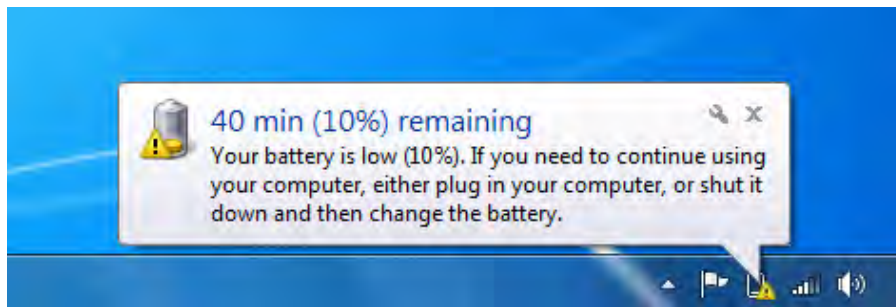 40 min (10%) remaining
Your battery is low (10%). If you need to continue using
your computer, either plug in your computer, or shut it
down and then change the battery.